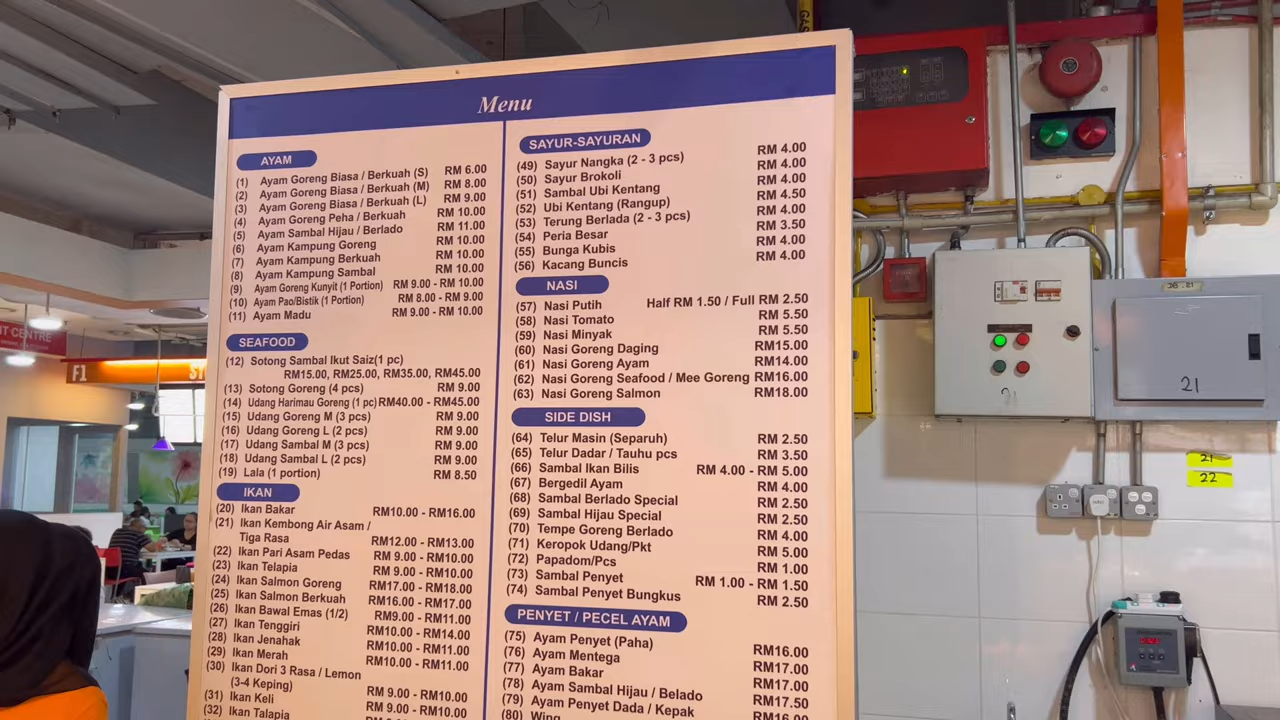 Menu
AYAM
(1) Ayam Goreng Biasa / Berkuah (S) RM 6.00
(2) Ayam Goreng Biasa / Berkuah (M) RM 8.00
(3) Ayam Goreng Biasa / Berkuah (L) RM 9.00
(4) Ayam Goreng Peha / Berkuah RM 10.00
(5) Ayam Sambal Hijau / Berlado RM 11.00
(6) Ayam Kampung Goreng RM 10.00
(7) Ayam Kampung Berkuah RM 10.00
(8) Ayam Kampung Sambal RM 10.00
(9) Ayam Goreng Kunyit (1 Portion) RM 9.00 - RM 10.00
(10) Ayam Pao/Bistik (1 Portion) RM 8.00 - RM 9.00
(11) Ayam Madu RM 9.00 - RM 10.00
SEAFOOD
(12) Sotong Sambal Ikut Saiz(1 pc)
RM15.00, RM25.00, RM35.00, RM45.00
(13) Sotong Goreng (4 pcs) RM 9.00
(14) Udang Harimau Goreng (1 pc) RM40.00 - RM45.00
(15) Udang Goreng M (3 pcs) RM 9.00
(16) Udang Goreng L (2 pcs) RM 9.00
(17) Udang Sambal M (3 pcs) RM 9.00
(18) Udang Sambal L (2 pcs) RM 9.00
(19) Lala (1 portion) RM 8.50
IKAN
(20) Ikan Bakar RM10.00 - RM16.00
(21) Ikan Kembong Air Asam /
Tiga Rasa RM12.00 - RM13.00
(22) Ikan Pari Asam Pedas RM 9.00 - RM10.00
(23) Ikan Telapia RM 9.00 - RM10.00
(24) Ikan Salmon Goreng RM17.00 - RM18.00
(25) Ikan Salmon Berkuah RM16.00 - RM17.00
(26) Ikan Bawal Emas (1/2) RM9.00 - RM11.00
(27) Ikan Tenggiri RM10.00 - RM14.00
(28) Ikan Jenahak
(29) Ikan Merah RM10.00 - RM11.00
(30) Ikan Dori 3 Rasa / Lemon
(3-4 Keping) RM 9.00 - RM10.00
(31) Ikan Keli RM 9.00 - RM10.00
(32) Ikan Talapia
SAYUR-SAYURAN
(49) Sayur Nangka (2 - 3 pcs) RM 4.00
(50) Sayur Brokoli RM 4.00
(51) Sambal Ubi Kentang RM 4.00
(52) Ubi Kentang (Rangup) RM 4.50
(53) Terung Berlada (2 - 3 pcs) RM 4.00
(54) Peria Besar RM 3.50
(55) Bunga Kubis RM 4.00
(56) Kacang Buncis RM 4.00
NASI
(57) Nasi Putih Half RM 1.50 / Full RM 2.50
(58) Nasi Tomato RM 5.50
(59) Nasi Minyak RM 5.50
(60) Nasi Goreng Daging RM15.00
(61) Nasi Goreng Ayam RM14.00
(62) Nasi Goreng Seafood / Mee Goreng RM16.00
(63) Nasi Goreng Salmon RM18.00
SIDE DISH
(64) Telur Masin (Separuh) RM 2.50
(65) Telur Dadar / Tauhu pcs RM 3.50
(66) Sambal Ikan Bilis RM 4.00 - RM 5.00
(67) Bergedil Ayam RM 4.00
(68) Sambal Berlado Special RM 2.50
(69) Sambal Hijau Special RM 2.50
(70) Tempe Goreng Berlado RM 4.00
(71) Keropok Udang/Pkt RM 5.00
(72) Papadom/Pcs RM 1.00
(73) Sambal Penyet RM 1.00 - RM 1.50
(74) Sambal Penyet Bungkus RM 2.50
PENYET / PECEL AYAM
(75) Ayam Penyet (Paha) RM16.00
(76) Ayam Mentega RM17.00
(77) Ayam Bakar RM17.00
(78) Ayam Sambal Hijau / Belado RM17.50
(79) Ayam Penyet Dada / Kepak RM16.00
(80) Wing
CENTRE
F1
GAS
DB 21
21
21
21
22